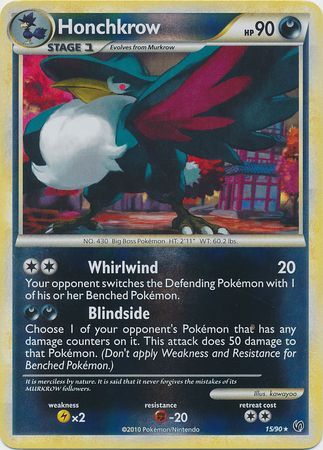 Honchkrow
HP 90
STAGE 1 Evolves from Murkrow
NO. 430 Big Boss Pokémon. HT: 2'11" WT: 60.2 lbs.
Whirlwind 20
Your opponent switches the Defending Pokémon with 1
of his or her Benched Pokémon.
Blindside
Choose 1 of your opponent's Pokémon that has any
damage counters on it. This attack does 50 damage
to that Pokémon. (Don't apply Weakness and Resistance for
Benched Pokémon.)
It is merciless by nature. It is said that it never forgives the mistakes of its
MURKROW followers.
Illus. kawayoo
weakness resistance retreat cost
×2 -20
©2010 Pokémon/Nintendo 15/90 ★